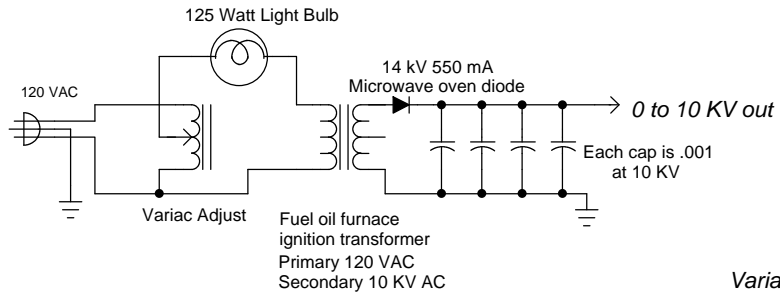 125 Watt Light Bulb
120 VAC
14 kV 550 mA
Microwave oven diode
0 to 10 KV out
Each cap is .001
at 10 KV
Variac Adjust
Fuel oil furnace
ignition transformer
Primary 120 VAC
Secondary 10 KV AC
Varia